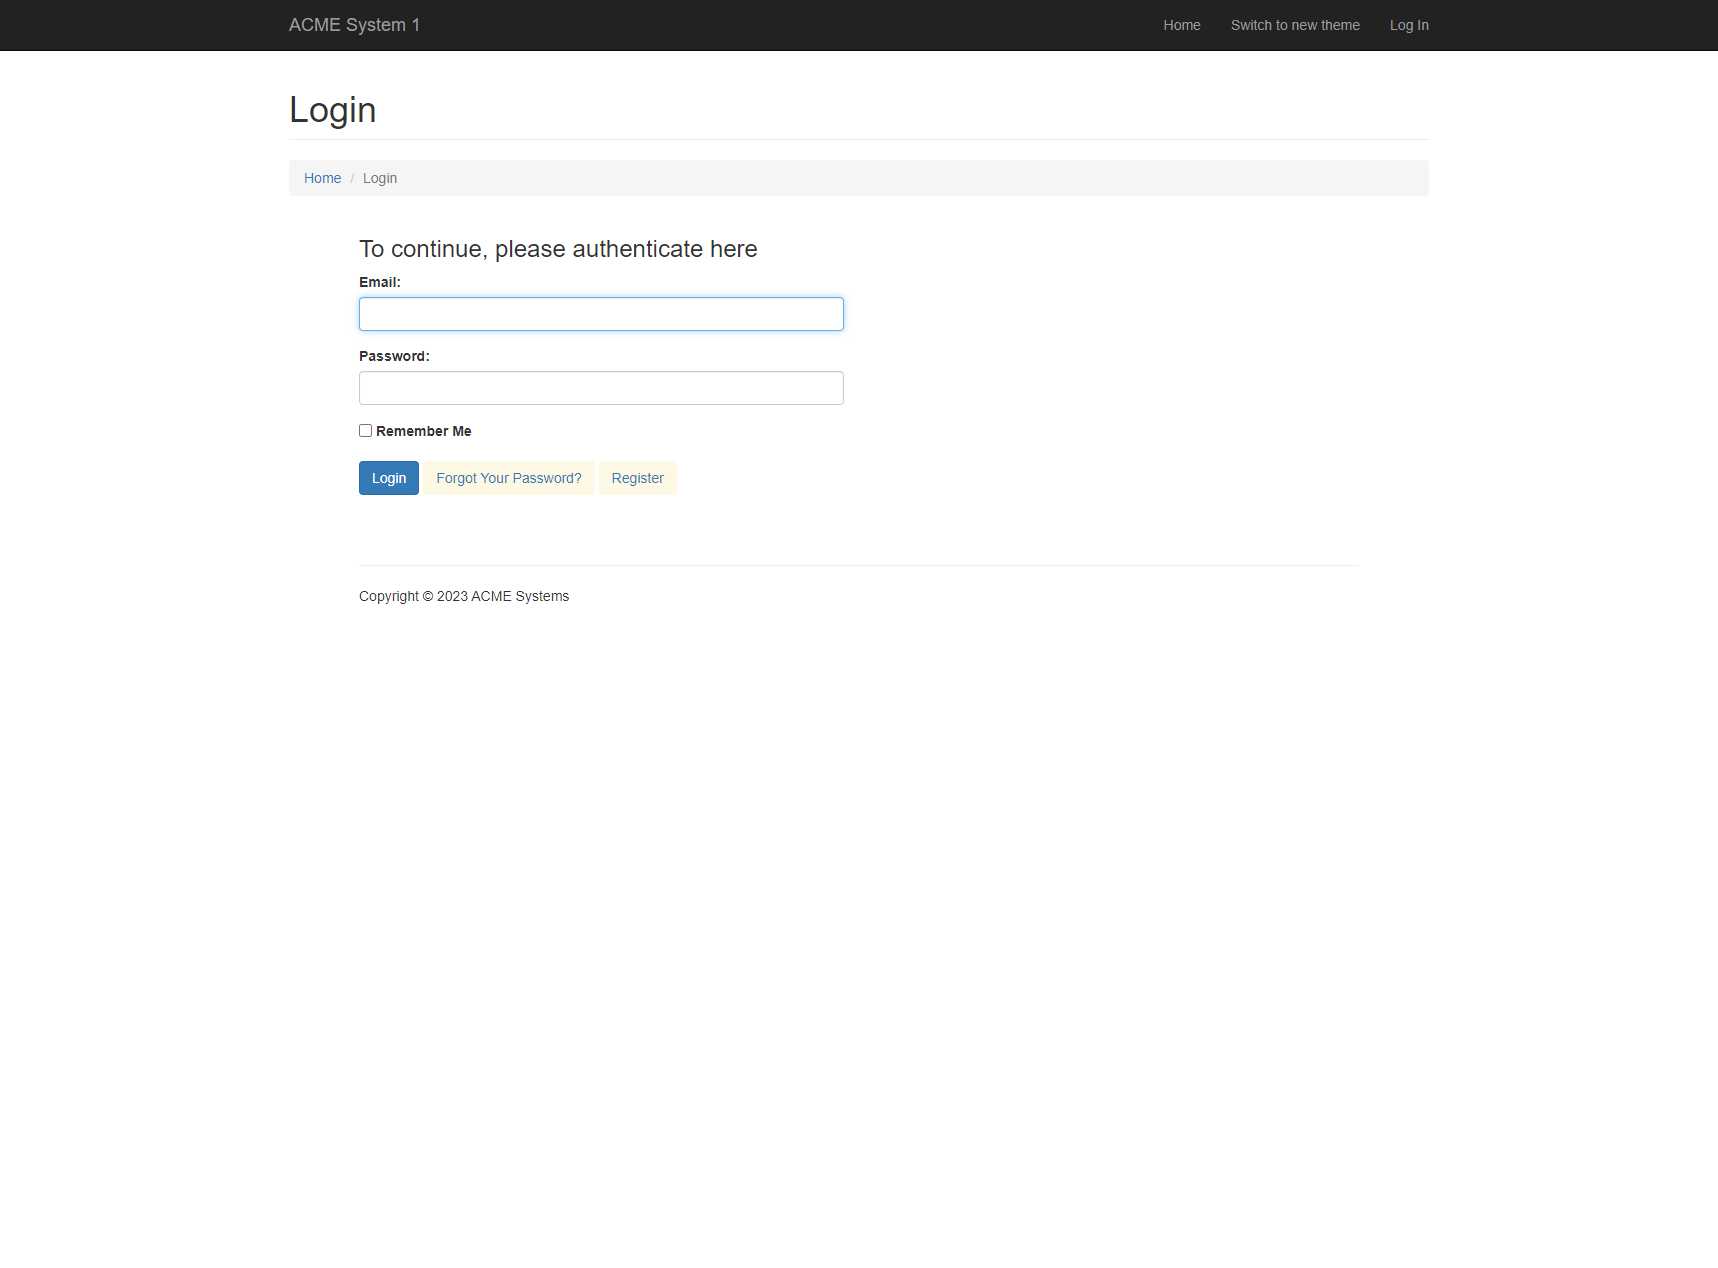 ACME System 1
Home Switch to new theme Log In
Login
Home / Login
To continue, please authenticate here
Email:
Password:
Remember Me
Login Forgot Your Password? Register
Copyright © 2023 ACME Systems